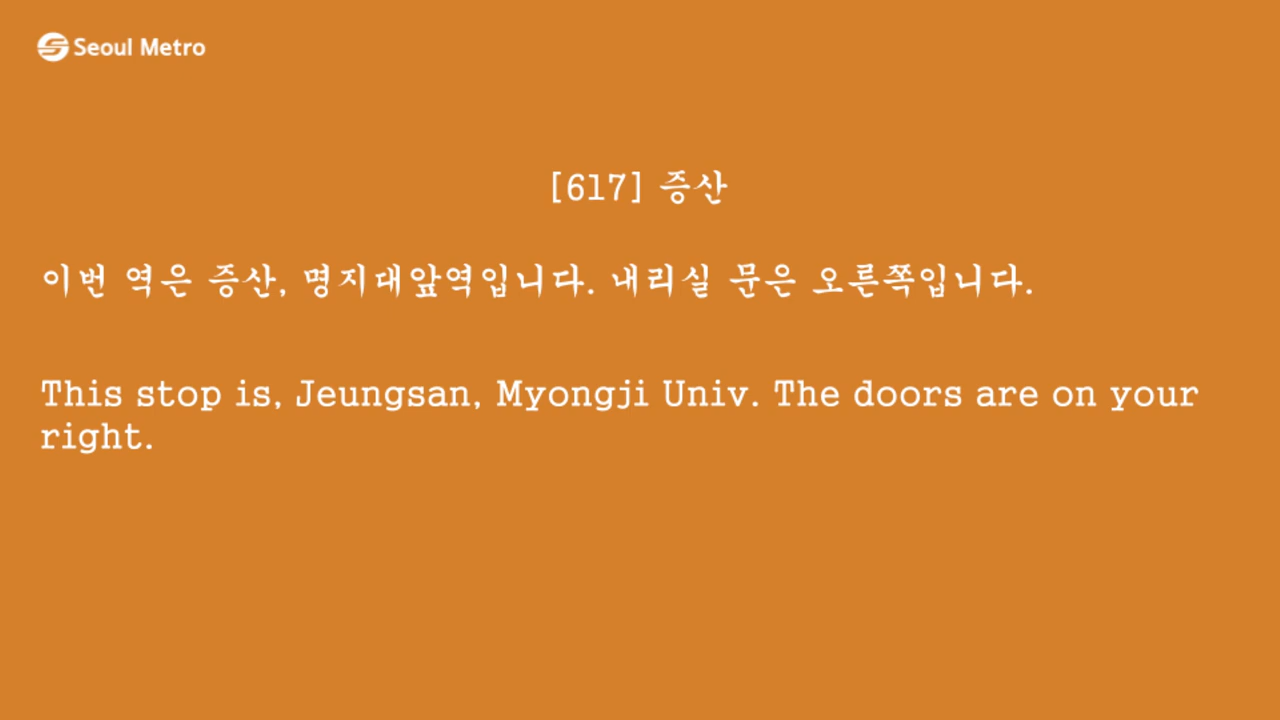 Seoul Metro
[617] 증산
이번 역은 증산, 명지대앞역입니다. 내리실 문은 오른쪽입니다.
This stop is, Jeungsan, Myongji Univ. The doors are on your
right.